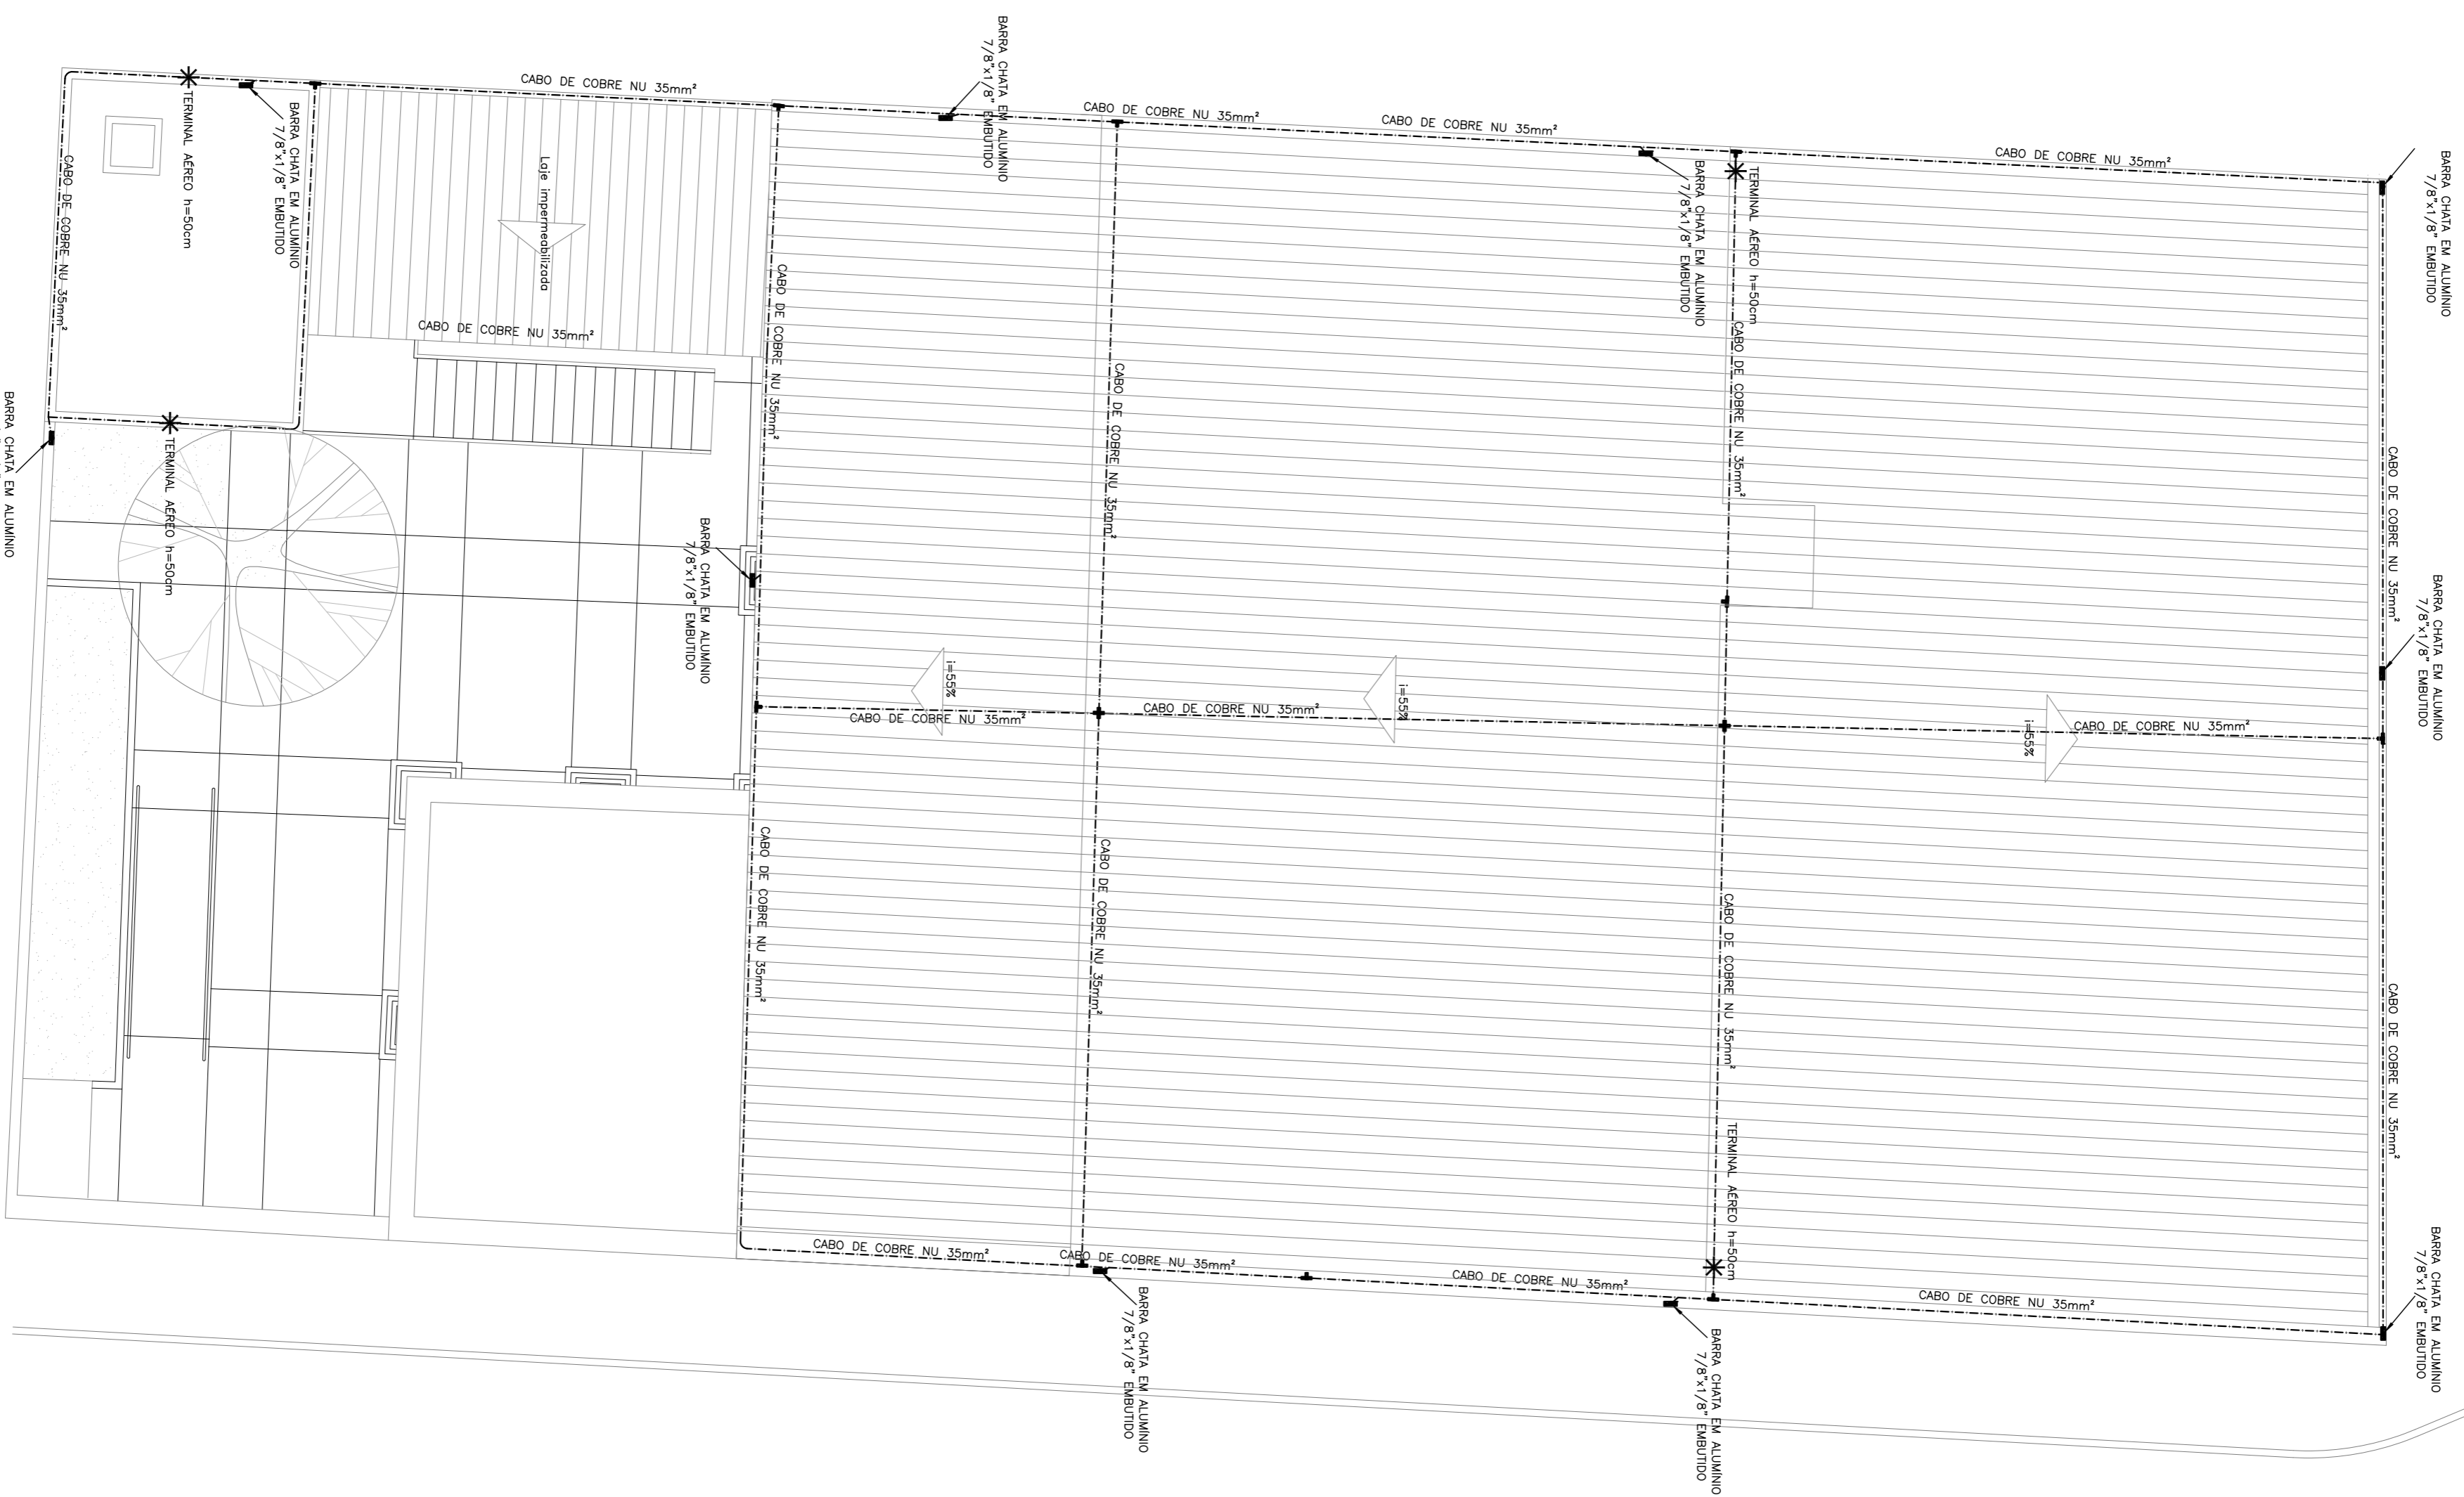 BARRA CHATA EM ALUMÍNIO
7/8"x1/8" EMBUTIDO
CABO DE COBRE NU 35mm²
CABO DE COBRE NU 35mm²
CABO DE COBRE NU 35mm²
CABO DE COBRE NU 35mm²
BARRA CHATA EM ALUMÍNIO
7/8"x1/8" EMBUTIDO
TERMINAL AÉREO h=50cm
BARRA CHATA EM ALUMÍNIO
7/8"x1/8" EMBUTIDO
CABO DE COBRE NU 35mm²
Laje impermeabilizada
CABO DE COBRE NU 35mm²
CABO DE COBRE NU 35mm²
CABO DE COBRE NU 35mm²
BARRA CHATA EM ALUMÍNIO
7/8"x1/8" EMBUTIDO
TERMINAL AÉREO h=50cm
CABO DE COBRE NU 35mm²
CABO DE COBRE NU 35mm²
BARRA CHATA EM ALUMÍNIO
TERMINAL AÉREO h=50cm
BARRA CHATA EM ALUMÍNIO
7/8"x1/8" EMBUTIDO
BARRA CHATA EM ALUMÍNIO
7/8"x1/8" EMBUTIDO
i=55%
i=55%
i=55%
CABO DE COBRE NU 35mm²
CABO DE COBRE NU 35mm²
CABO DE COBRE NU 35mm²
CABO DE COBRE NU 35mm²
CABO DE COBRE NU 35mm²
CABO DE COBRE NU 35mm²
CABO DE COBRE NU 35mm²
TERMINAL AÉREO h=50cm
CABO DE COBRE NU 35mm²
CABO DE COBRE NU 35mm²
CABO DE COBRE NU 35mm²
CABO DE COBRE NU 35mm²
BARRA CHATA EM ALUMÍNIO
7/8"x1/8" EMBUTIDO
BARRA CHATA EM ALUMÍNIO
7/8"x1/8" EMBUTIDO
BARRA CHATA EM ALUMÍNIO
7/8"x1/8" EMBUTIDO